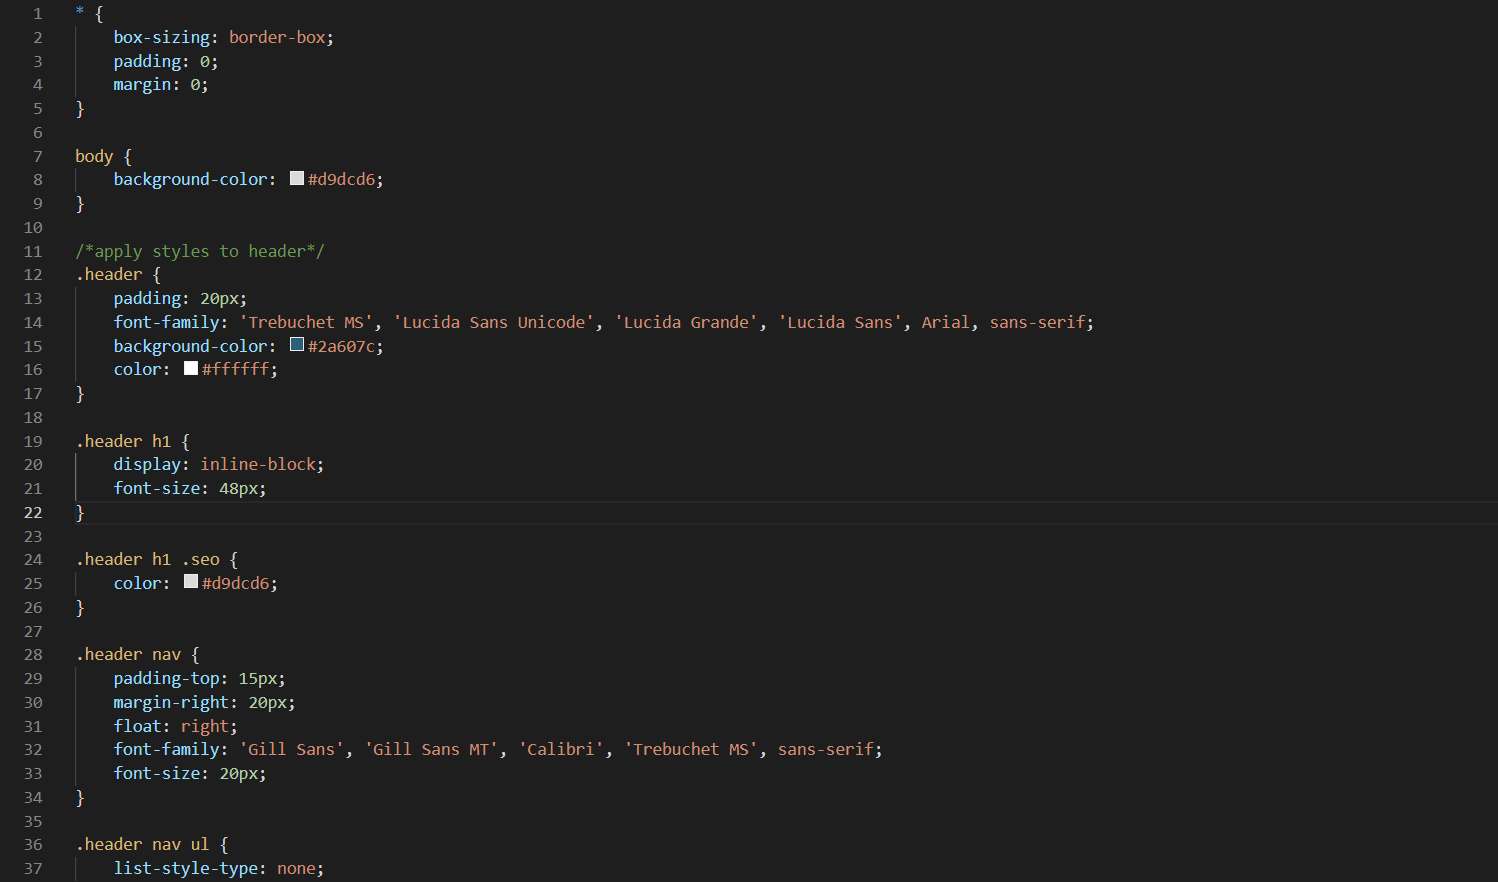 1 * {
2     box-sizing: border-box;
3     padding: 0;
4     margin: 0;
5 }
6
7 body {
8     background-color: #d9dcd6;
9 }
10
11 /*apply styles to header*/
12 .header {
13     padding: 20px;
14     font-family: 'Trebuchet MS', 'Lucida Sans Unicode', 'Lucida Grande', 'Lucida Sans', Arial, sans-serif;
15     background-color: #2a607c;
16     color: #ffffff;
17 }
18
19 .header h1 {
20     display: inline-block;
21     font-size: 48px;
22 }
23
24 .header h1 .seo {
25     color: #d9dcd6;
26 }
27
28 .header nav {
29     padding-top: 15px;
30     margin-right: 20px;
31     float: right;
32     font-family: 'Gill Sans', 'Gill Sans MT', 'Calibri', 'Trebuchet MS', sans-serif;
33     font-size: 20px;
34 }
35
36 .header nav ul {
37     list-style-type: none;